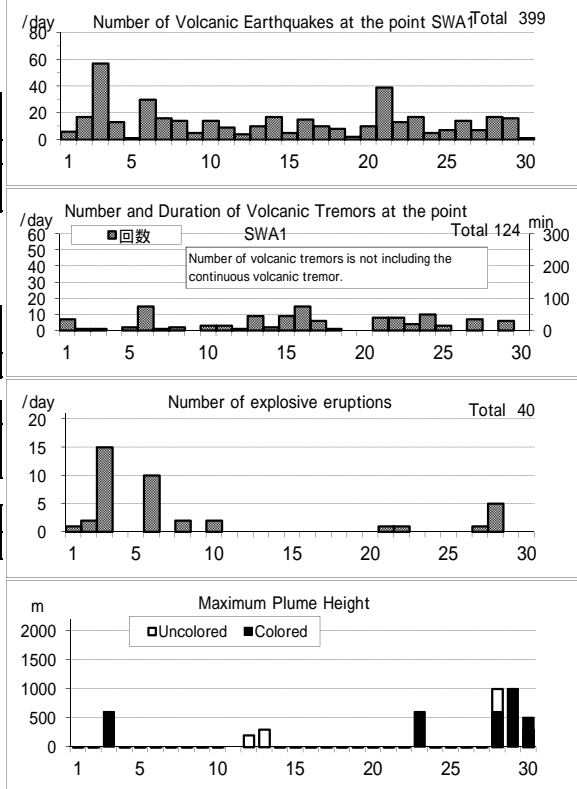 /day Number of Volcanic Earthquakes at the point SWA1 Total 399
80
60
40
20
0
1 5 10 15 20 25 30
/day Number and Duration of Volcanic Tremors at the point SWA1 Total 124 min
60 回数 300
50 Number of volcanic tremors is not including the
40 continuous volcanic tremor. 200
30
20 100
10
0 0
1 5 10 15 20 25 30
/day Number of explosive eruptions Total 40
20
15
10
5
0
1 5 10 15 20 25 30
m Maximum Plume Height
2000 Uncolored Colored
1500
1000
500
0
1 5 10 15 20 25 30